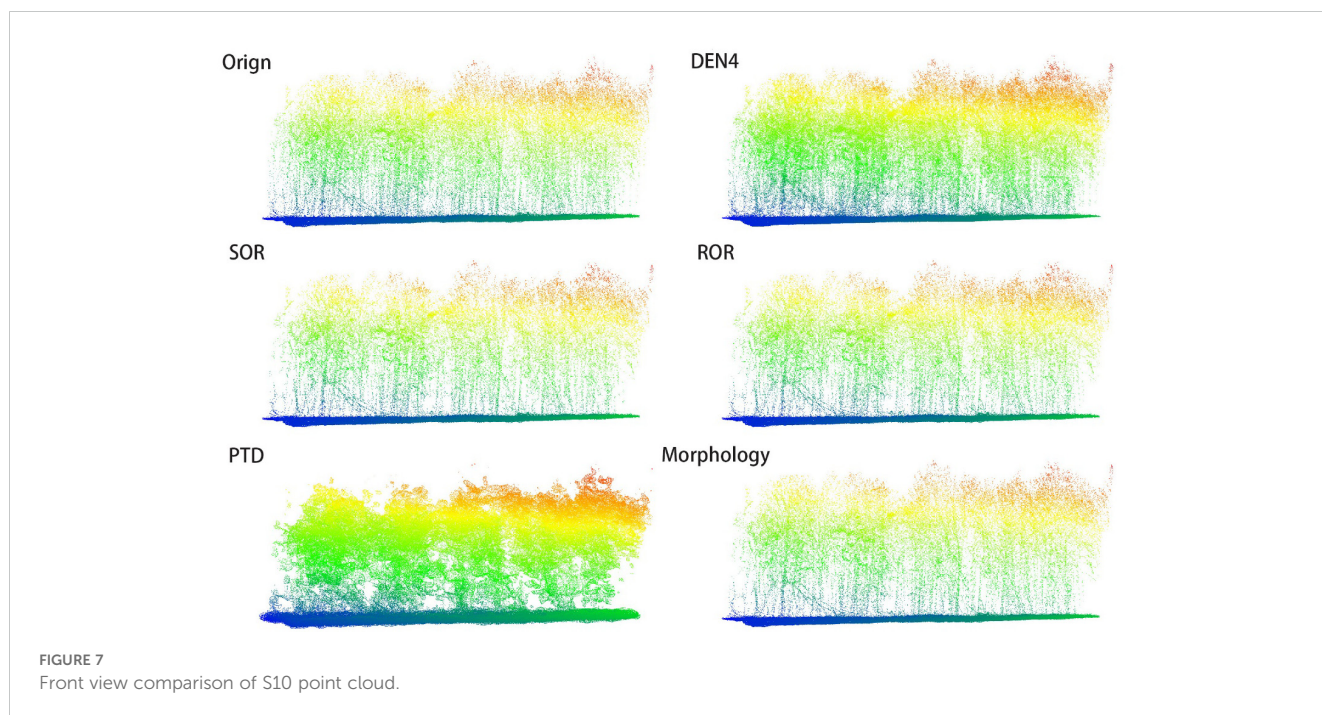 Orign
DEN4
SOR
ROR
PTD
Morphology
FIGURE 7
Front view comparison of S10 point cloud.